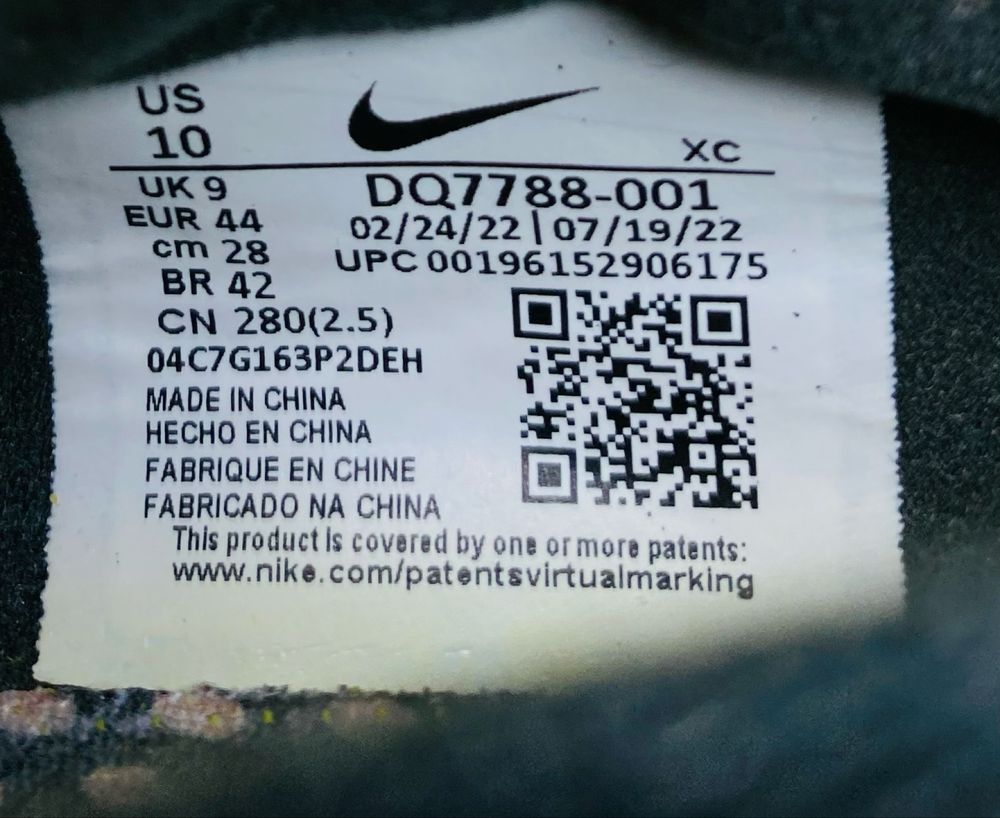 US
10
XC
UK 9
DQ7788-001
EUR 44
02/24/22 | 07/19/22
cm 28
UPC 00196152906175
BR 42
CN 280(2.5)
04C7G163P2DEH
MADE IN CHINA
HECHO EN CHINA
FABRIQUE EN CHINE
FABRICADO NA CHINA
This product is covered by one or more patents:
www.nike.com/patentsvirtualmarking